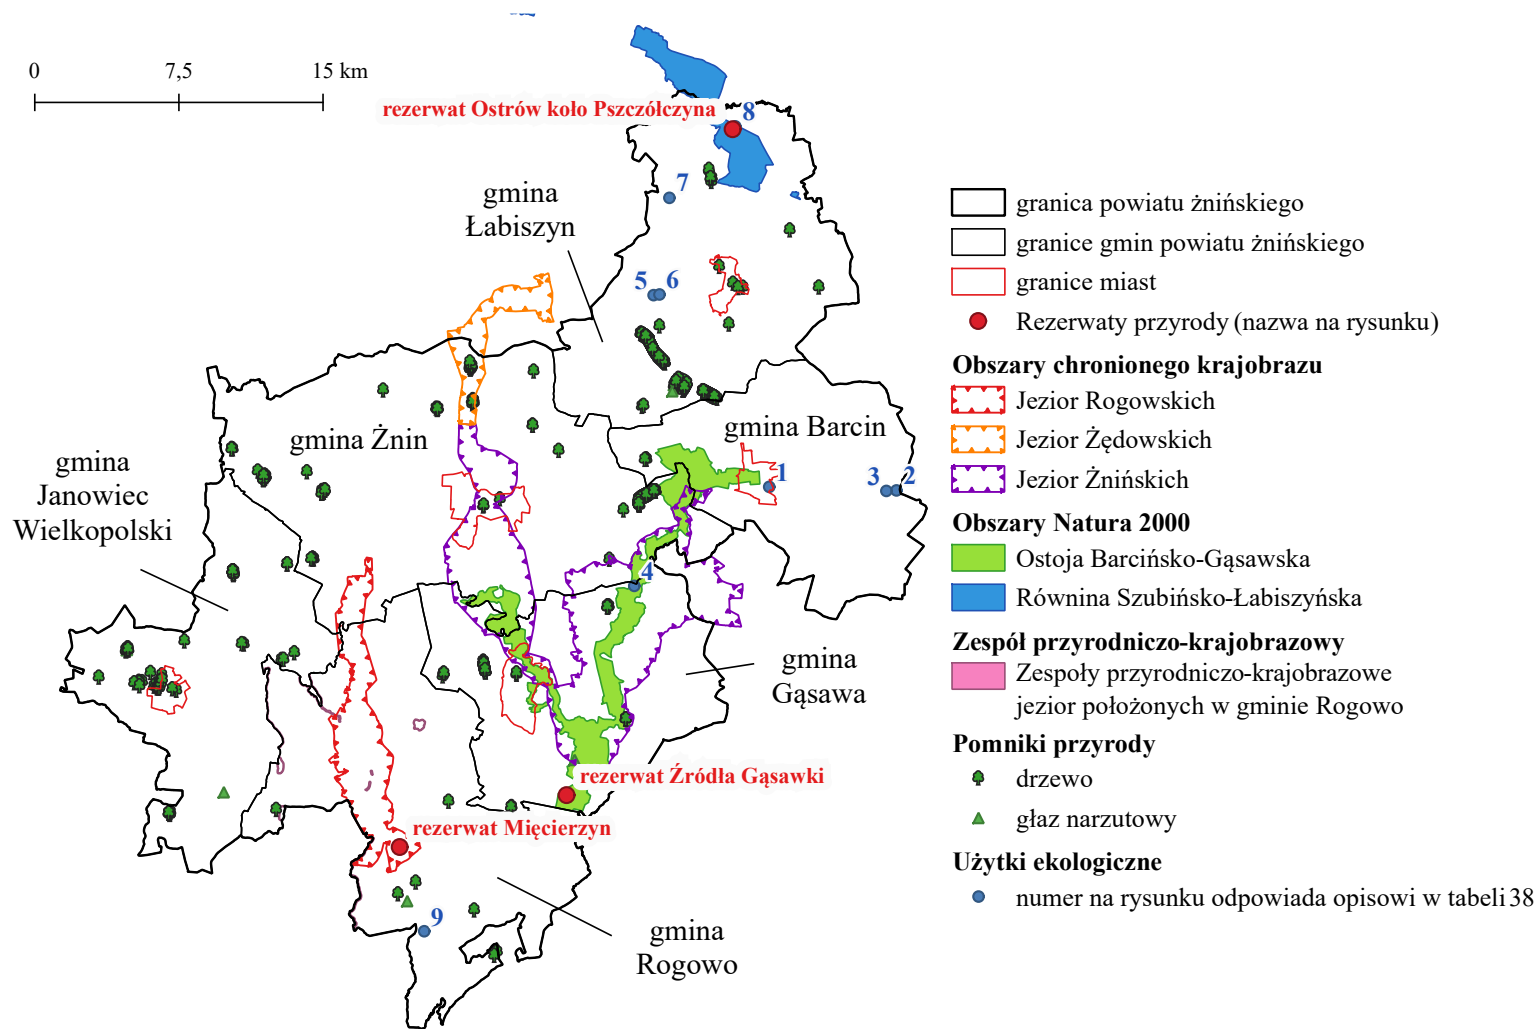 0 7,5 15 km
rezerwat Ostrów koło Pszczółczyna
8
7
gmina
Łabiszyn
5 6
gmina Żnin
gmina Barcin
1
3 2
gmina
Janowiec
Wielkopolski
4
gmina
Gąsawa
rezerwat Źródła Gąsawki
rezerwat Mięcierzyn
9
gmina
Rogowo
granica powiatu żnińskiego
granice gmin powiatu żnińskiego
granice miast
Rezerwaty przyrody (nazwa na rysunku)
Obszary chronionego krajobrazu
Jezior Rogowskich
Jezior Żędowskich
Jezior Żnińskich
Obszary Natura 2000
Ostoja Barcińsko-Gąsawska
Równina Szubińsko-Łabiszyńska
Zespół przyrodniczo-krajobrazowy
Zespoły przyrodniczo-krajobrazowe
jezior położonych w gminie Rogowo
Pomniki przyrody
drzewo
głaz narzutowy
Użytki ekologiczne
numer na rysunku odpowiada opisowi w tabeli 38